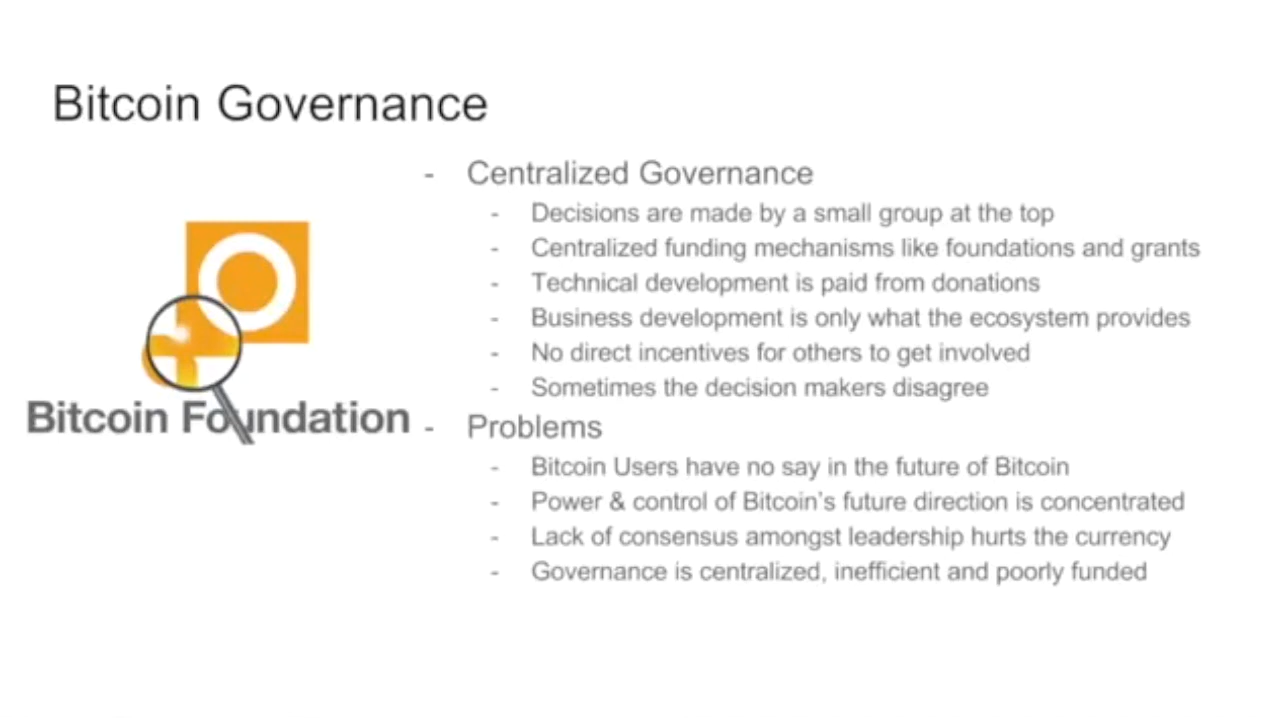 Bitcoin Governance
- Centralized Governance
- Decisions are made by a small group at the top
- Centralized funding mechanisms like foundations and grants
- Technical development is paid from donations
- Business development is only what the ecosystem provides
- No direct incentives for others to get involved
- Sometimes the decision makers disagree
Bitcoin Foundation
- Problems
- Bitcoin Users have no say in the future of Bitcoin
- Power & control of Bitcoin's future direction is concentrated
- Lack of consensus amongst leadership hurts the currency
- Governance is centralized, inefficient and poorly funded